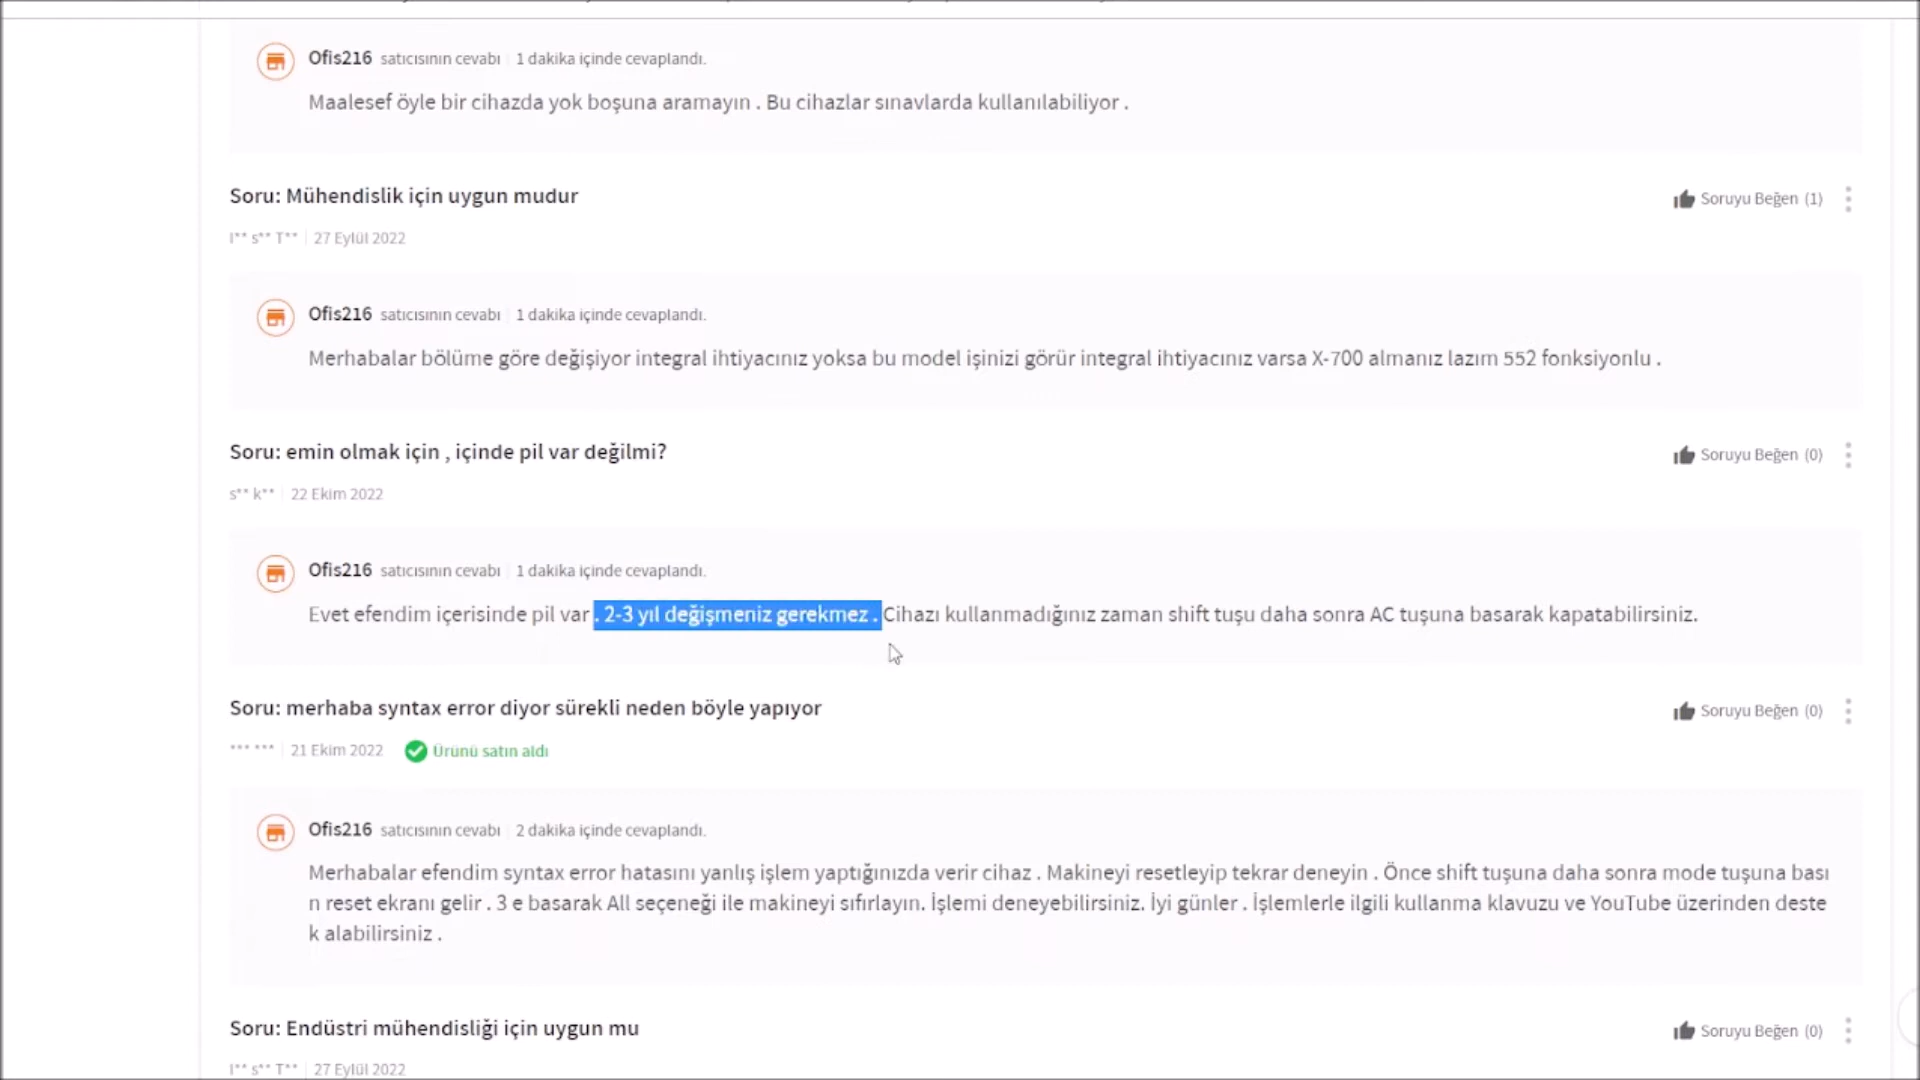 Ofis216 satıcısının cevabı 1 dakika içinde cevaplandı.
Maalesef öyle bir cihazda yok boşuna aramayın . Bu cihazlar sınavlarda kullanılabiliyor .
Soru: Mühendislik için uygun mudur
Soruyu Beğen (1)
I** s** T** 27 Eylül 2022
Ofis216 satıcısının cevabı 1 dakika içinde cevaplandı.
Merhabalar bölüme göre değişiyor integral ihtiyacınız yoksa bu model işinizi görür integral ihtiyacınız varsa X-700 almanız lazım 552 fonksiyonlu .
Soru: emin olmak için , içinde pil var değilmi?
Soruyu Beğen (0)
s** k** 22 Ekim 2022
Ofis216 satıcısının cevabı 1 dakika içinde cevaplandı.
Evet efendim içerisinde pil var . 2-3 yıl değişmeniz gerekmez . Cihazı kullanmadığınız zaman shift tuşu daha sonra AC tuşuna basarak kapatabilirsiniz.
Soru: merhaba syntax error diyor sürekli neden böyle yapıyor
Soruyu Beğen (0)
*** *** 21 Ekim 2022 Ürünü satın aldı
Ofis216 satıcısının cevabı 2 dakika içinde cevaplandı.
Merhabalar efendim syntax error hatasını yanlış işlem yaptığınızda verir cihaz . Makineyi resetleyip tekrar deneyin . Önce shift tuşuna daha sonra mode tuşuna bası
n reset ekranı gelir . 3 e basarak All seçeneği ile makineyi sıfırlayın. İşlemi deneyebilirsiniz. İyi günler . İşlemlerle ilgili kullanma klavuzu ve YouTube üzerinden deste
k alabilirsiniz .
Soru: Endüstri mühendisliği için uygun mu
Soruyu Beğen (0)
I** s** T** 27 Eylül 2022